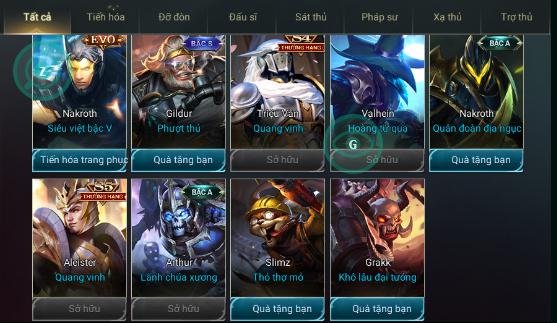 Tất cả Tiến hóa Đỡ đòn Đấu sĩ Sát thủ Pháp sư Xạ thủ Trợ thủ
EVO BẬC S S4 BẬC A
THƯỜNG HẠNG
L
Nakroth Gildur Triệu Vân Valhein Nakroth
Siêu việt bậc V Phượt thủ Quang vinh Hoàng tử quạ Quân đoàn địa ngục
G
Tiến hóa trang phục Quà tặng bạn Sở hữu Sở hữu Quà tặng bạn
S5 BẬC A
THƯỜNG HẠNG
Aleister Arthur Slimz Grakk
Quang vinh Lãnh chúa xương Thỏ thợ mỏ Khô lâu đại tướng
Sở hữu Sở hữu Quà tặng bạn Quà tặng bạn